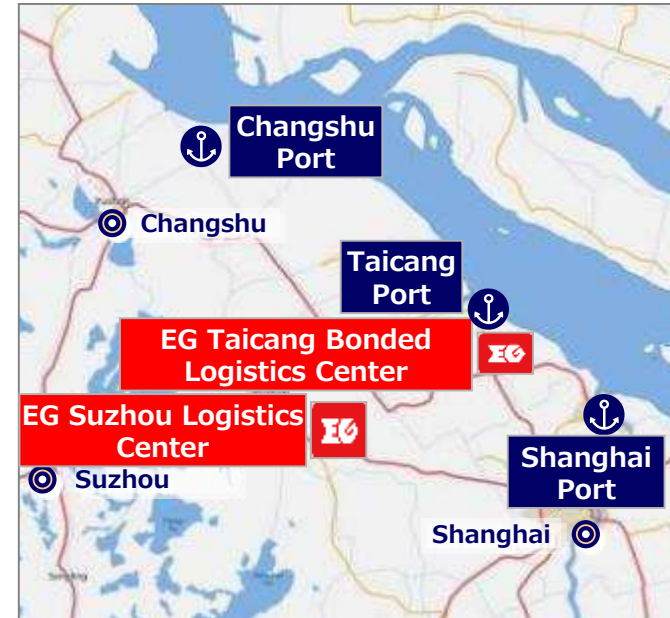 Changshu
Port
Changshu
Taicang
Port
EG Taicang Bonded
Logistics Center
EG
EG Suzhou Logistics
Center
EG
Suzhou
Shanghai
Port
Shanghai